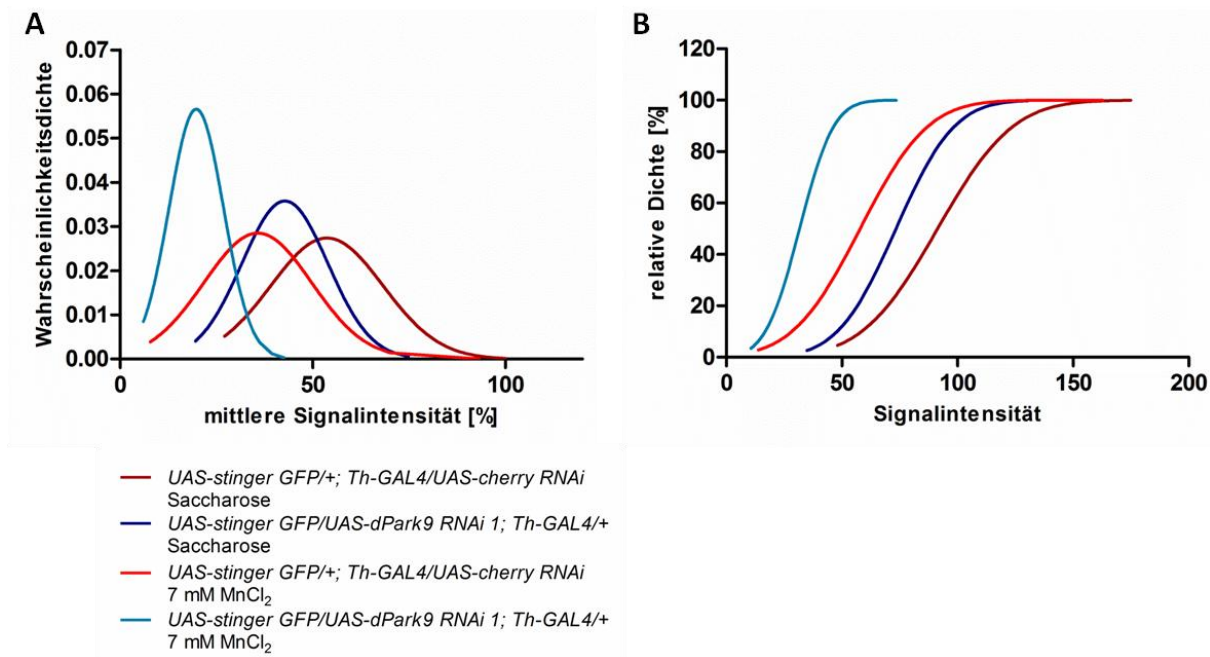 A
0.07
0.06
0.05
0.04
0.03
0.02
0.01
0.00
Wahrscheinlichkeitsdichte
0 50 100
mittlere Signalintensität [%]
B
120
100
80
60
40
20
0
relative Dichte [%]
0 50 100 150 200
Signalintensität
UAS-stinger GFP/+; Th-GAL4/UAS-cherry RNAi
Saccharose
UAS-stinger GFP/UAS-dPark9 RNAi 1; Th-GAL4/+
Saccharose
UAS-stinger GFP/+; Th-GAL4/UAS-cherry RNAi
7 mM MnCl₂
UAS-stinger GFP/UAS-dPark9 RNAi 1; Th-GAL4/+
7 mM MnCl₂